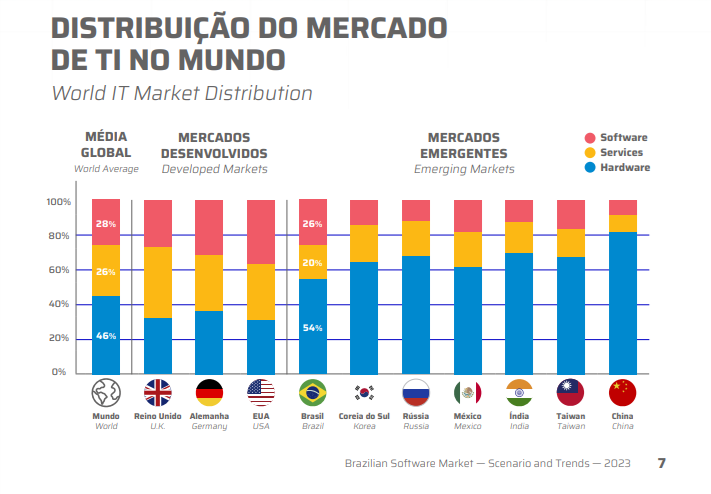 DISTRIBUIÇÃO DO MERCADO
DE TI NO MUNDO
World IT Market Distribution
MÉDIA
GLOBAL
World Average
MERCADOS
DESENVOLVIDOS
Developed Markets
MERCADOS
EMERGENTES
Emerging Markets
Software
Services
Hardware
100%
80%
60%
40%
20%
0%
28%
26%
46%
26%
20%
54%
Mundo
World
Reino Unido
U.K.
Alemanha
Germany
EUA
USA
Brasil
Brazil
Coreia do Sul
Korea
Rússia
Russia
México
Mexico
Índia
India
Taiwan
Taiwan
China
China
Brazilian Software Market — Scenario and Trends — 2023 7